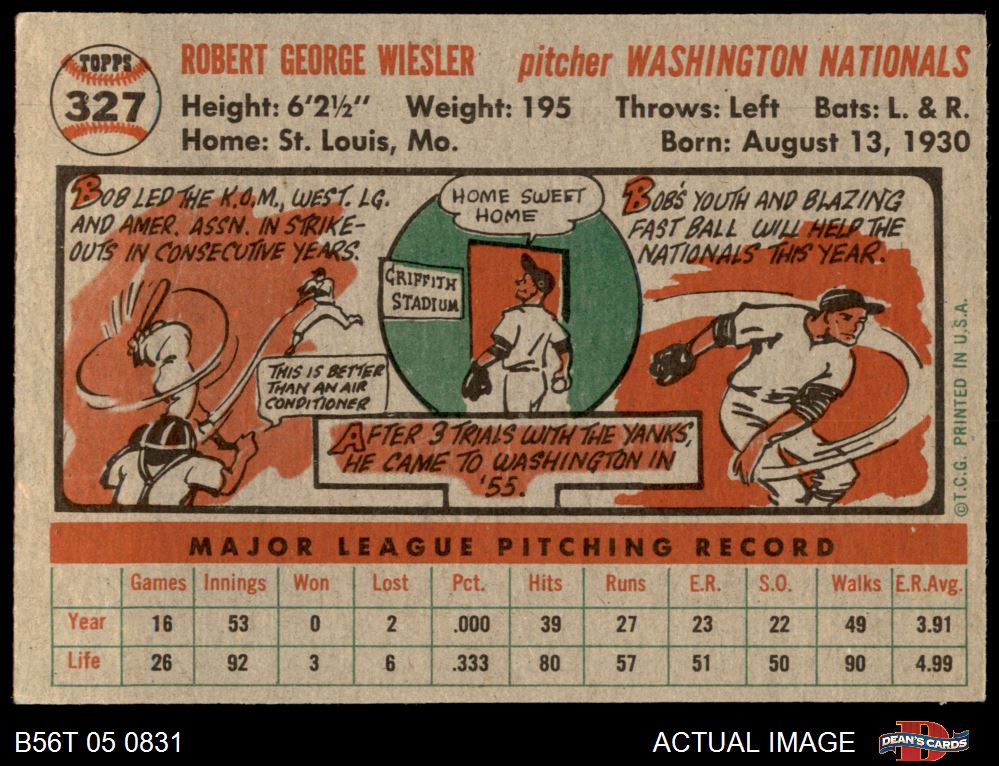 TOPPS
327
ROBERT GEORGE WIESLER pitcher WASHINGTON NATIONALS
Height: 6'2½" Weight: 195 Throws: Left Bats: L. & R.
Home: St. Louis, Mo. Born: August 13, 1930
BOB LED THE K.O.M., WEST. LG.
AND AMER. ASSN. IN STRIKE-
OUTS IN CONSECUTIVE YEARS.
THIS IS BETTER
THAN AN AIR
CONDITIONER
HOME SWEET
HOME
GRIFFITH
STADIUM
AFTER 3 TRIALS WITH THE YANKS,
HE CAME TO WASHINGTON IN
'55.
BOB'S YOUTH AND BLAZING
FAST BALL WILL HELP THE
NATIONALS THIS YEAR.
©T.C.G. PRINTED IN U.S.A.
MAJOR LEAGUE PITCHING RECORD
Games Innings Won Lost Pct. Hits Runs E.R. S.O. Walks E.R.Avg.
Year 16 53 0 2 .000 39 27 23 22 49 3.91
Life 26 92 3 6 .333 80 57 51 50 90 4.99
B56T 05 0831 ACTUAL IMAGE
DEAN'S CARDS